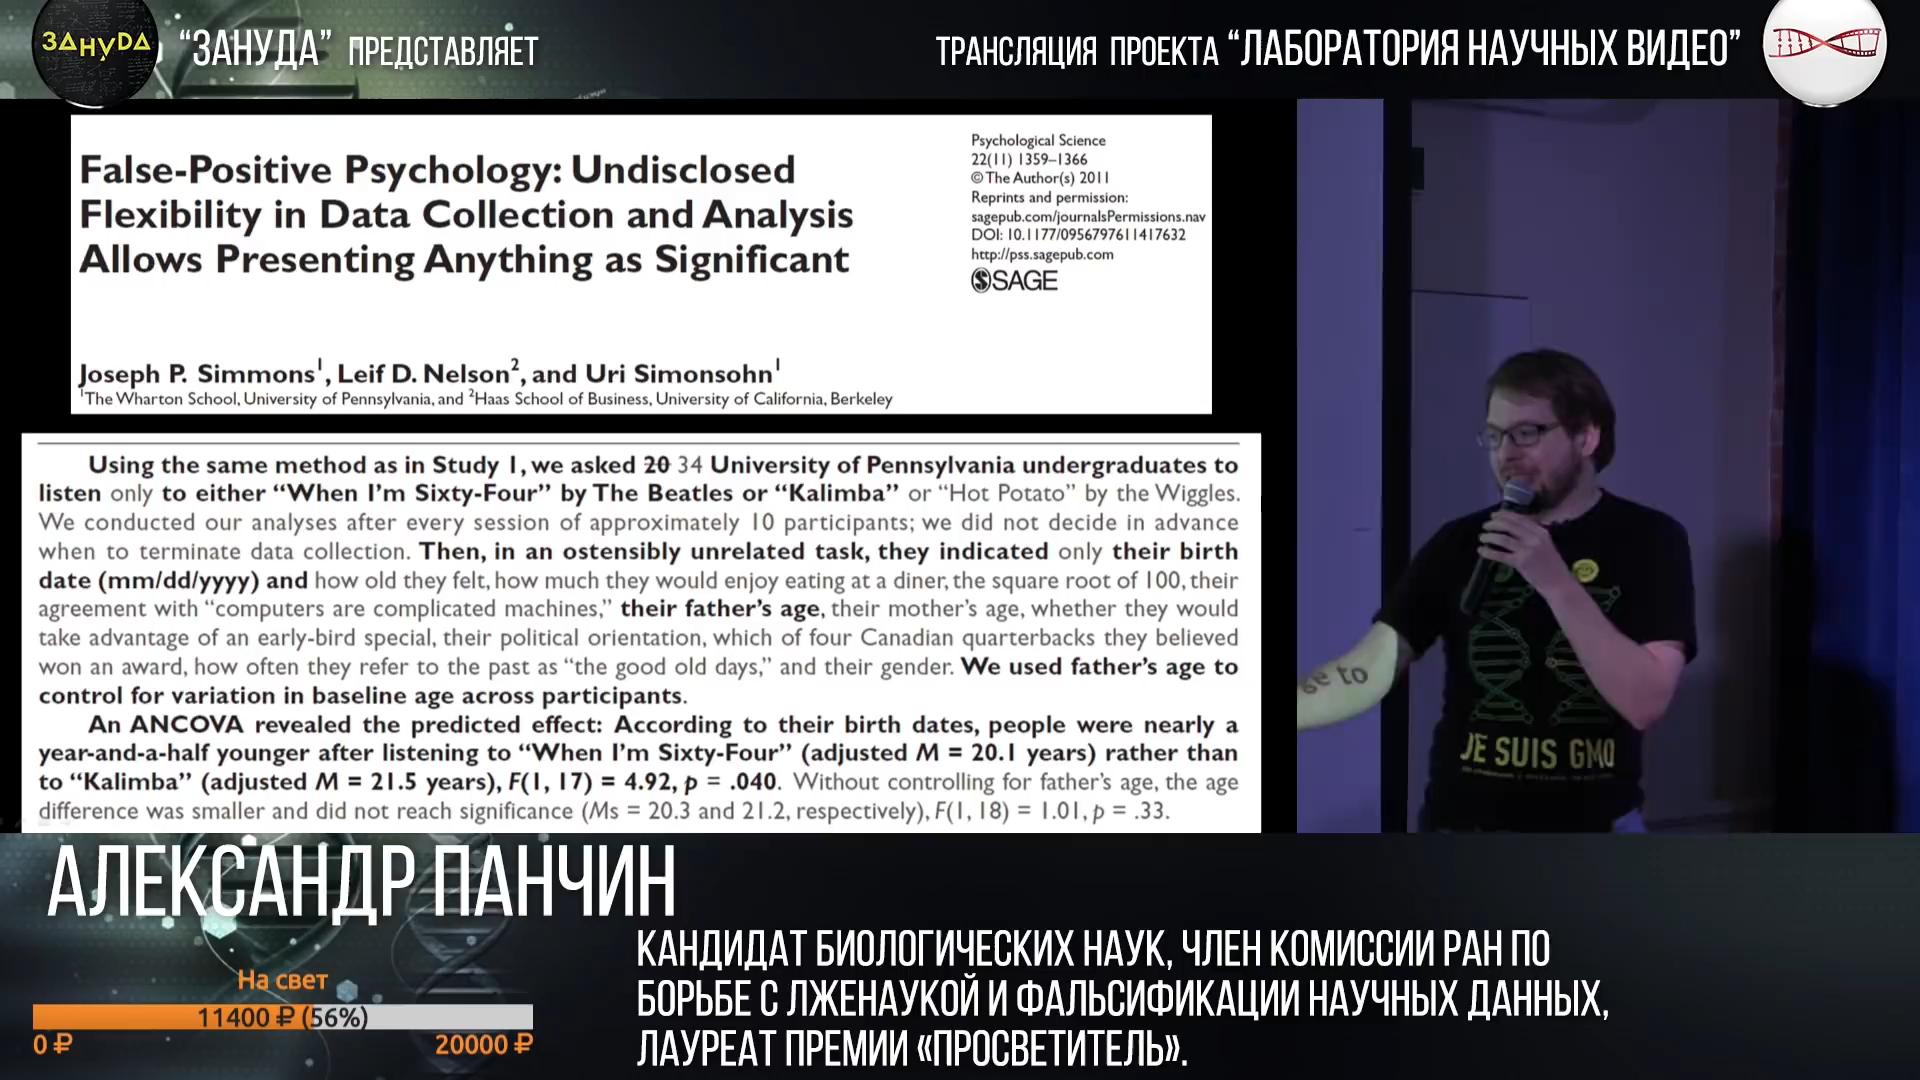 ЗАНУДА
“ЗАНУДА” ПРЕДСТАВЛЯЕТ
ТРАНСЛЯЦИЯ ПРОЕКТА “ЛАБОРАТОРИЯ НАУЧНЫХ ВИДЕО”
False-Positive Psychology: Undisclosed
Flexibility in Data Collection and Analysis
Allows Presenting Anything as Significant
Psychological Science
22(11) 1359–1366
© The Author(s) 2011
Reprints and permission:
sagepub.com/journalsPermissions.nav
DOI: 10.1177/0956797611417632
http://pss.sagepub.com
SAGE
Joseph P. Simmons1, Leif D. Nelson2, and Uri Simonsohn1
1The Wharton School, University of Pennsylvania, and 2Haas School of Business, University of California, Berkeley
Using the same method as in Study 1, we asked 20 34 University of Pennsylvania undergraduates to
listen only to either “When I’m Sixty-Four” by The Beatles or “Kalimba” or “Hot Potato” by the Wiggles.
We conducted our analyses after every session of approximately 10 participants; we did not decide in advance
when to terminate data collection. Then, in an ostensibly unrelated task, they indicated only their birth
date (mm/dd/yyyy) and how old they felt, how much they would enjoy eating at a diner, the square root of 100, their
agreement with “computers are complicated machines,” their father’s age, their mother’s age, whether they would
take advantage of an early-bird special, their political orientation, which of four Canadian quarterbacks they believed
won an award, how often they refer to the past as “the good old days,” and their gender. We used father’s age to
control for variation in baseline age across participants.
An ANCOVA revealed the predicted effect: According to their birth dates, people were nearly a
year-and-a-half younger after listening to “When I’m Sixty-Four” (adjusted M = 20.1 years) rather than
to “Kalimba” (adjusted M = 21.5 years), F(1, 17) = 4.92, p = .040. Without controlling for father’s age, the age
difference was smaller and did not reach significance (Ms = 20.3 and 21.2, respectively), F(1, 18) = 1.01, p = .33.
ge to
JE SUIS GMO
АЛЕКСАНДР ПАНЧИН
КАНДИДАТ БИОЛОГИЧЕСКИХ НАУК, ЧЛЕН КОМИССИИ РАН ПО
БОРЬБЕ С ЛЖЕНАУКОЙ И ФАЛЬСИФИКАЦИИ НАУЧНЫХ ДАННЫХ,
ЛАУРЕАТ ПРЕМИИ «ПРОСВЕТИТЕЛЬ».
На свет
11400 ₽ (56%)
0 ₽
20000 ₽